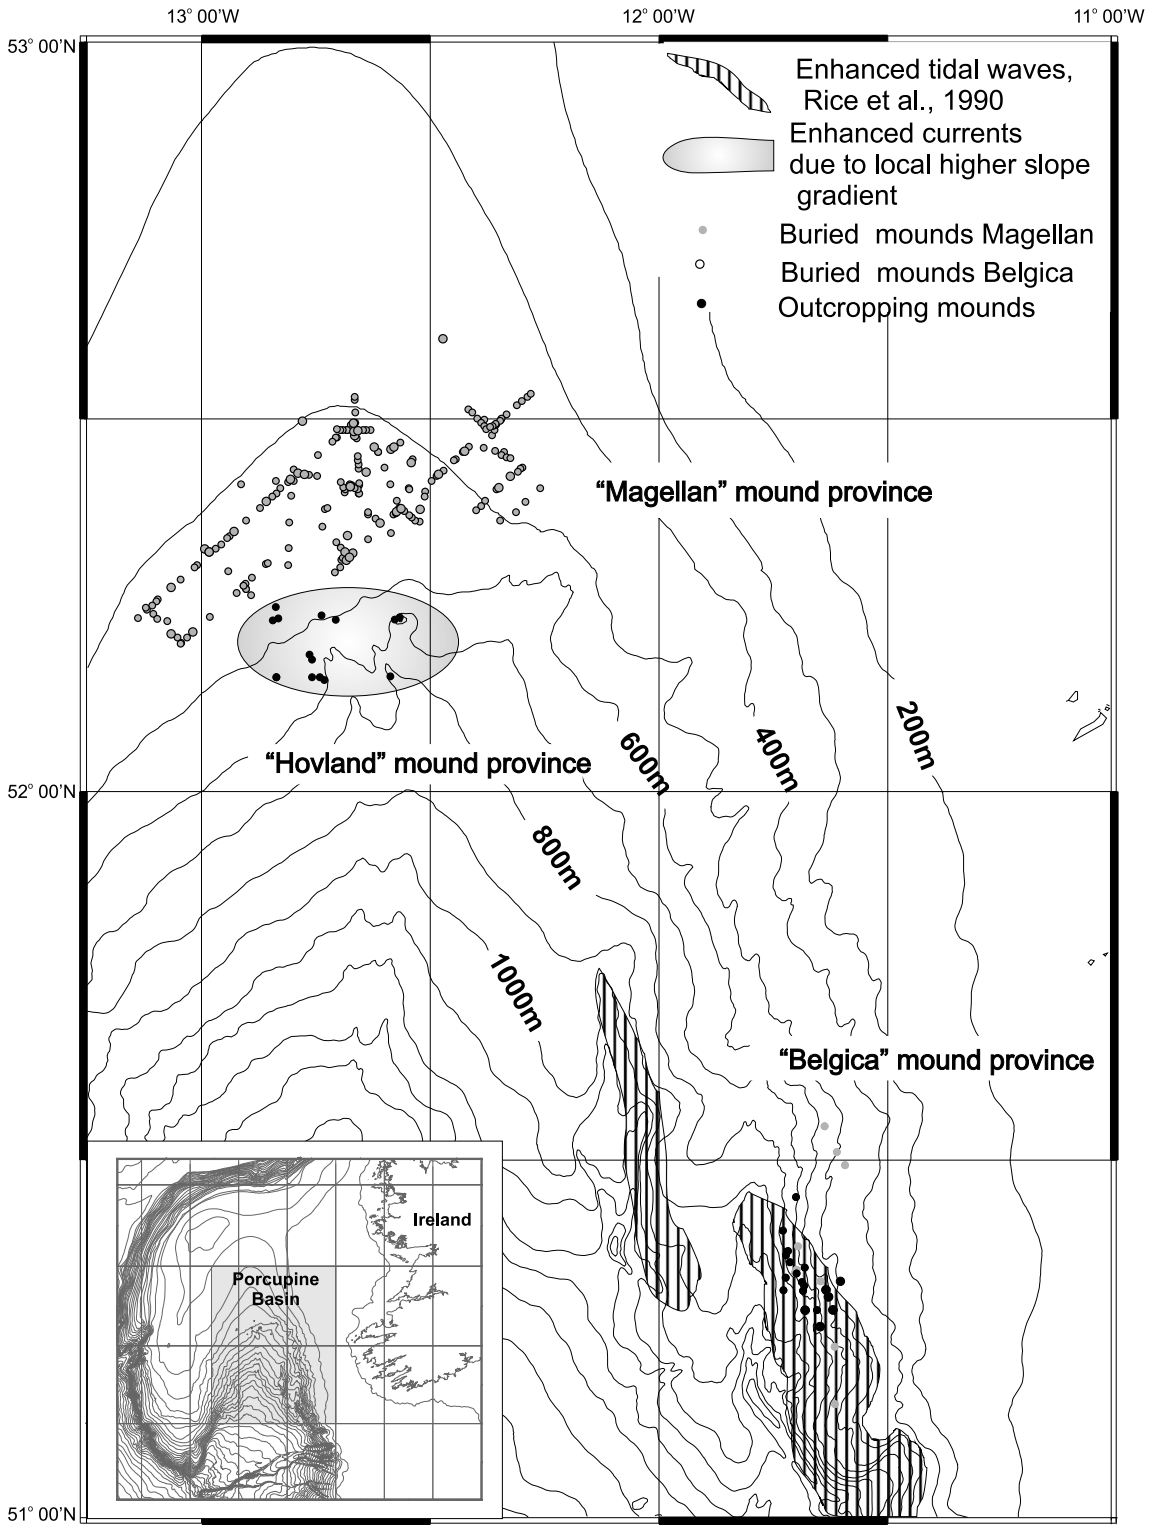 13° 00'W
12° 00'W
11° 00'W
53° 00'N
Enhanced tidal waves,
Rice et al., 1990
Enhanced currents
due to local higher slope
gradient
Buried mounds Magellan
Buried mounds Belgica
Outcropping mounds
“Magellan” mound province
200m
400m
600m
“Hovland” mound province
52° 00'N
800m
1000m
“Belgica” mound province
Ireland
Porcupine
Basin
51° 00'N